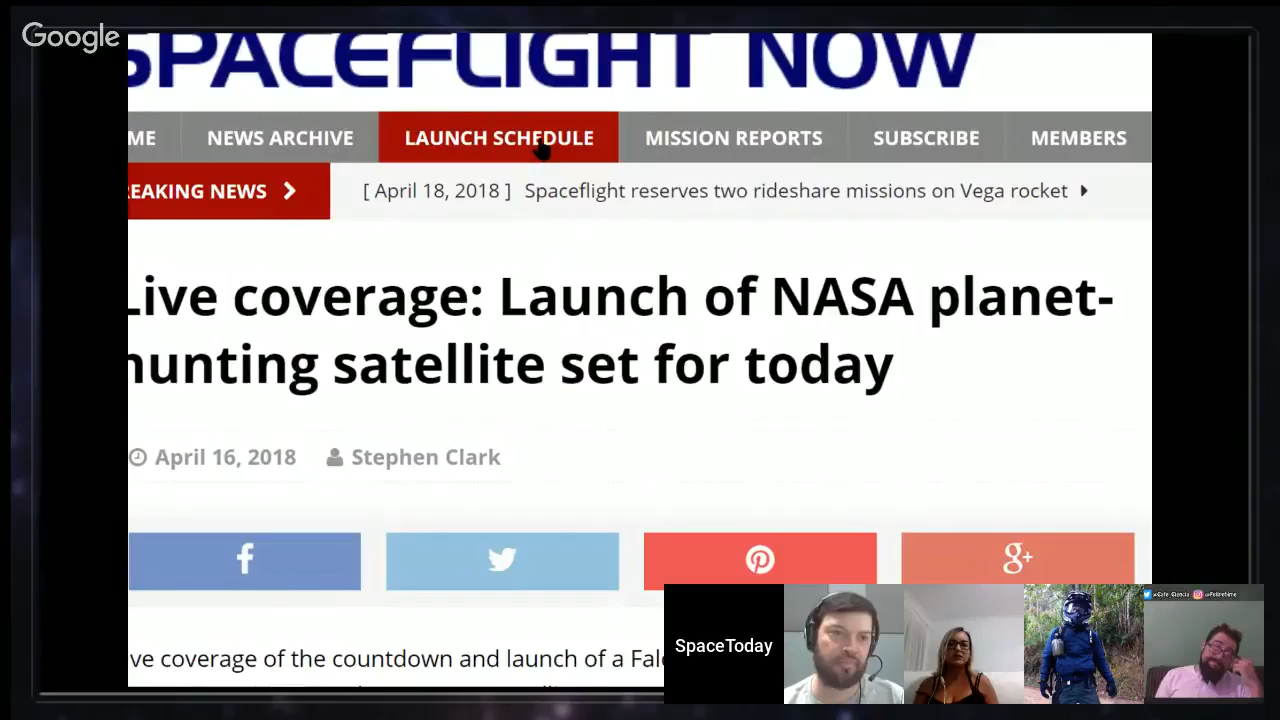 Google
SPACEFLIGHT NOW
ME NEWS ARCHIVE LAUNCH SCHEDULE MISSION REPORTS SUBSCRIBE MEMBERS
REAKING NEWS [ April 18, 2018 ] Spaceflight reserves two rideshare missions on Vega rocket
Live coverage: Launch of NASA planet-
hunting satellite set for today
April 16, 2018 Stephen Clark
f g+
ve coverage of the countdown and launch of a Falc
SpaceToday